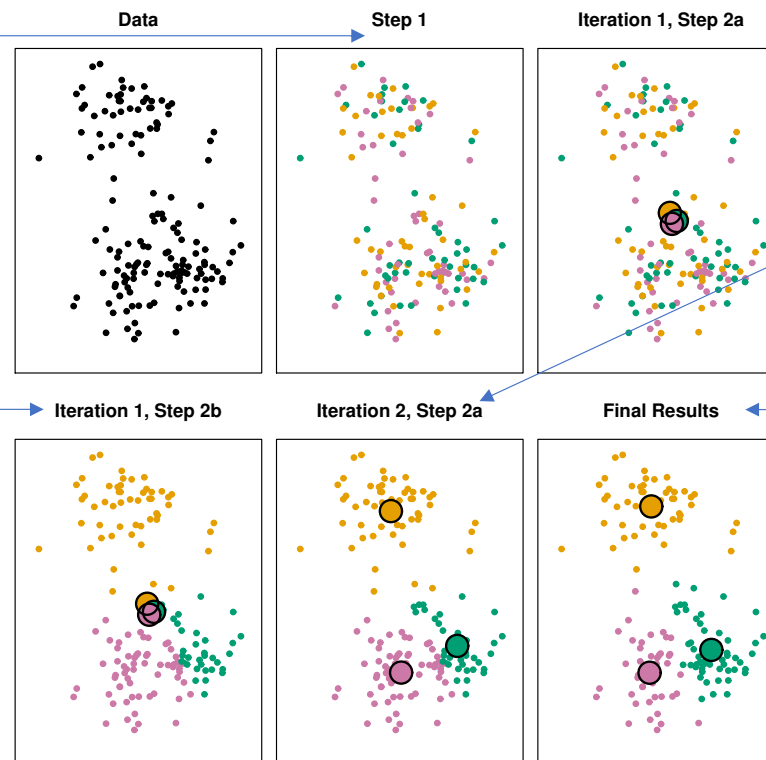 Data
Step 1
Iteration 1, Step 2a
Iteration 1, Step 2b
Iteration 2, Step 2a
Final Results